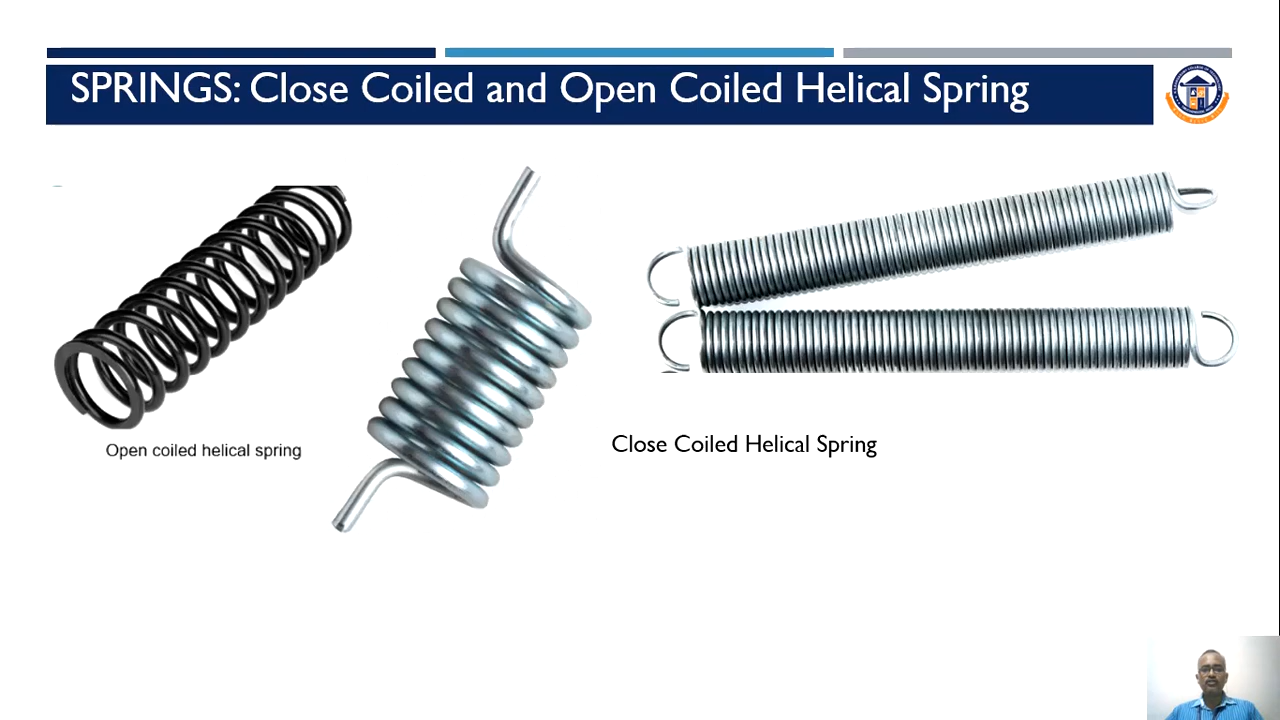 SPRINGS: Close Coiled and Open Coiled Helical Spring
Open coiled helical spring
Close Coiled Helical Spring